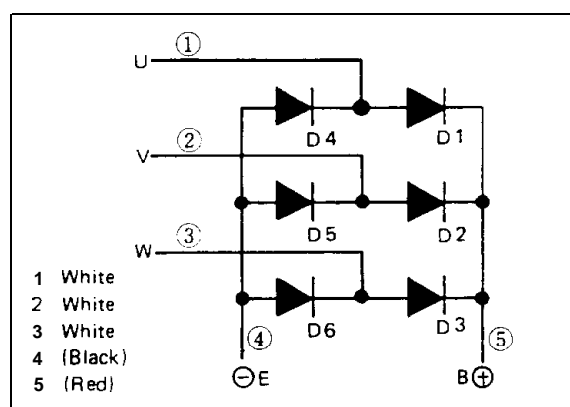 ①
U
D4 D1
②
V
D5 D2
③
W
D6 D3
④ ⑤
⊖E B⊕
1 White
2 White
3 White
4 (Black)
5 (Red)